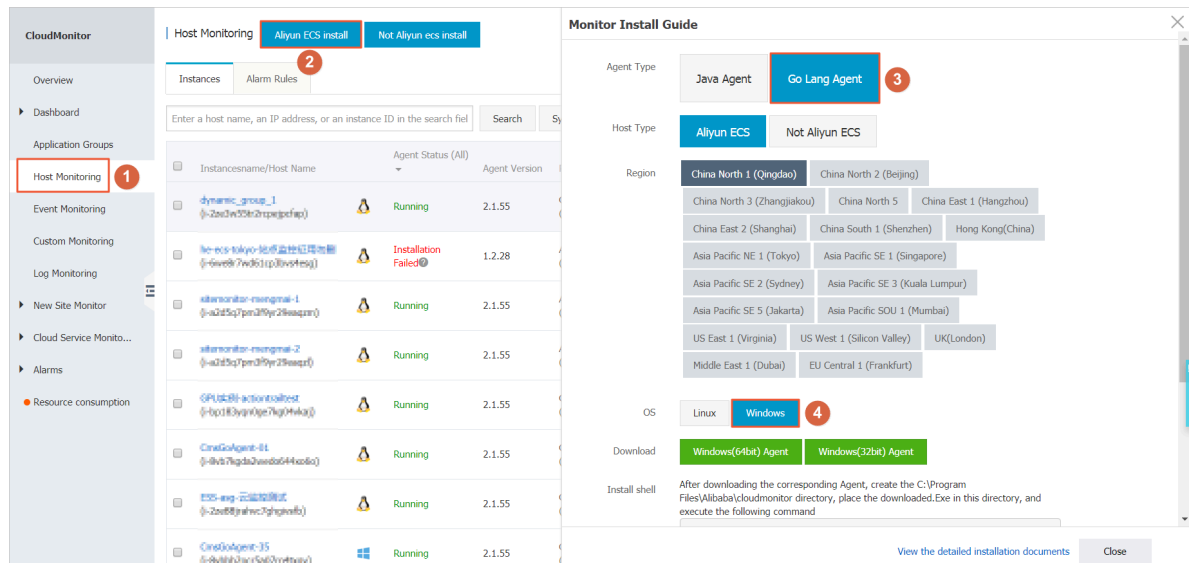 CloudMonitor
Overview
Dashboard
Application Groups
Host Monitoring
1
Event Monitoring
Custom Monitoring
Log Monitoring
New Site Monitor
Cloud Service Monito...
Alarms
Resource consumption
Host Monitoring
Aliyun ECS install
Not Aliyun ecs install
2
Instances
Alarm Rules
Enter a host name, an IP address, or an instance ID in the search fiel
Search
Sy
Instancesname/Host Name
Agent Status (All)
Agent Version
dynamic_group_1
Running
2.1.55
Installation
Failed
1.2.28
sitemonitor-mengmai-1
Running
2.1.55
sitemonitor-mengmai-2
Running
2.1.55
Running
2.1.55
CmsGoAgent-01
Running
2.1.55
Running
2.1.55
CmsGoAgent-35
Running
2.1.55
Monitor Install Guide
Agent Type
Java Agent
Go Lang Agent
3
Host Type
Aliyun ECS
Not Aliyun ECS
Region
China North 1 (Qingdao)
China North 2 (Beijing)
China North 3 (Zhangjiakou)
China North 5
China East 1 (Hangzhou)
China East 2 (Shanghai)
China South 1 (Shenzhen)
Hong Kong(China)
Asia Pacific NE 1 (Tokyo)
Asia Pacific SE 1 (Singapore)
Asia Pacific SE 2 (Sydney)
Asia Pacific SE 3 (Kuala Lumpur)
Asia Pacific SE 5 (Jakarta)
Asia Pacific SOU 1 (Mumbai)
US East 1 (Virginia)
US West 1 (Silicon Valley)
UK(London)
Middle East 1 (Dubai)
EU Central 1 (Frankfurt)
OS
Linux
Windows
4
Download
Windows(64bit) Agent
Windows(32bit) Agent
Install shell
After downloading the corresponding Agent, create the C:\Program
Files\Alibaba\cloudmonitor directory, place the downloaded.Exe in this directory, and
execute the following command
View the detailed installation documents
Close